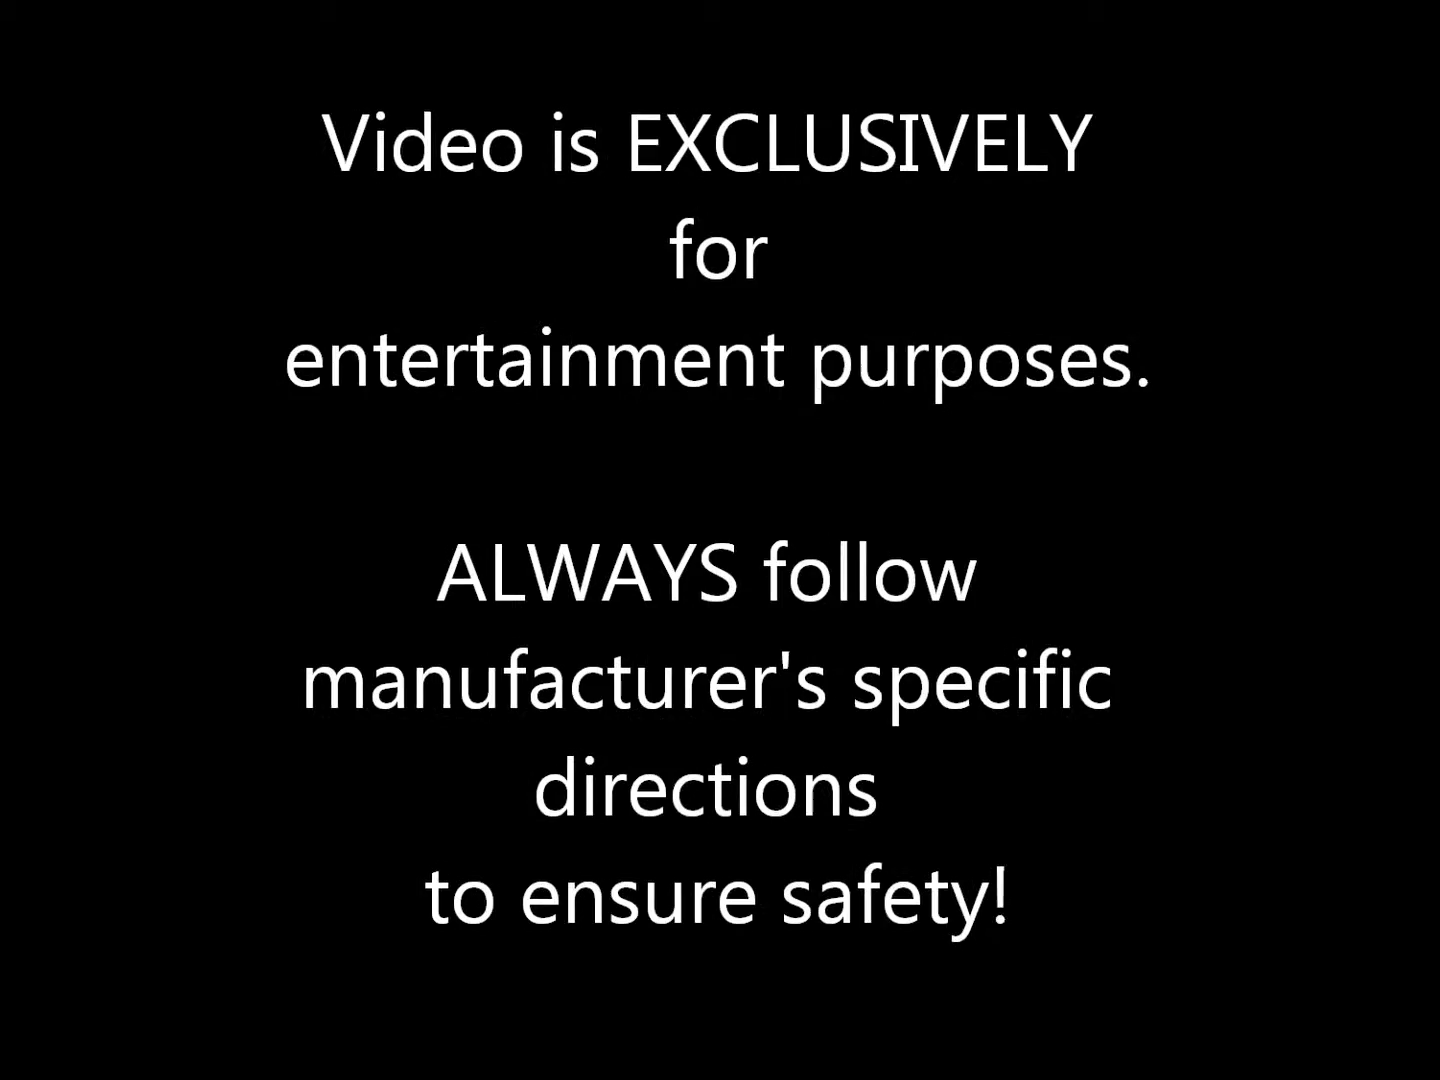 Video is EXCLUSIVELY
for
entertainment purposes.
ALWAYS follow
manufacturer's specific
directions
to ensure safety!